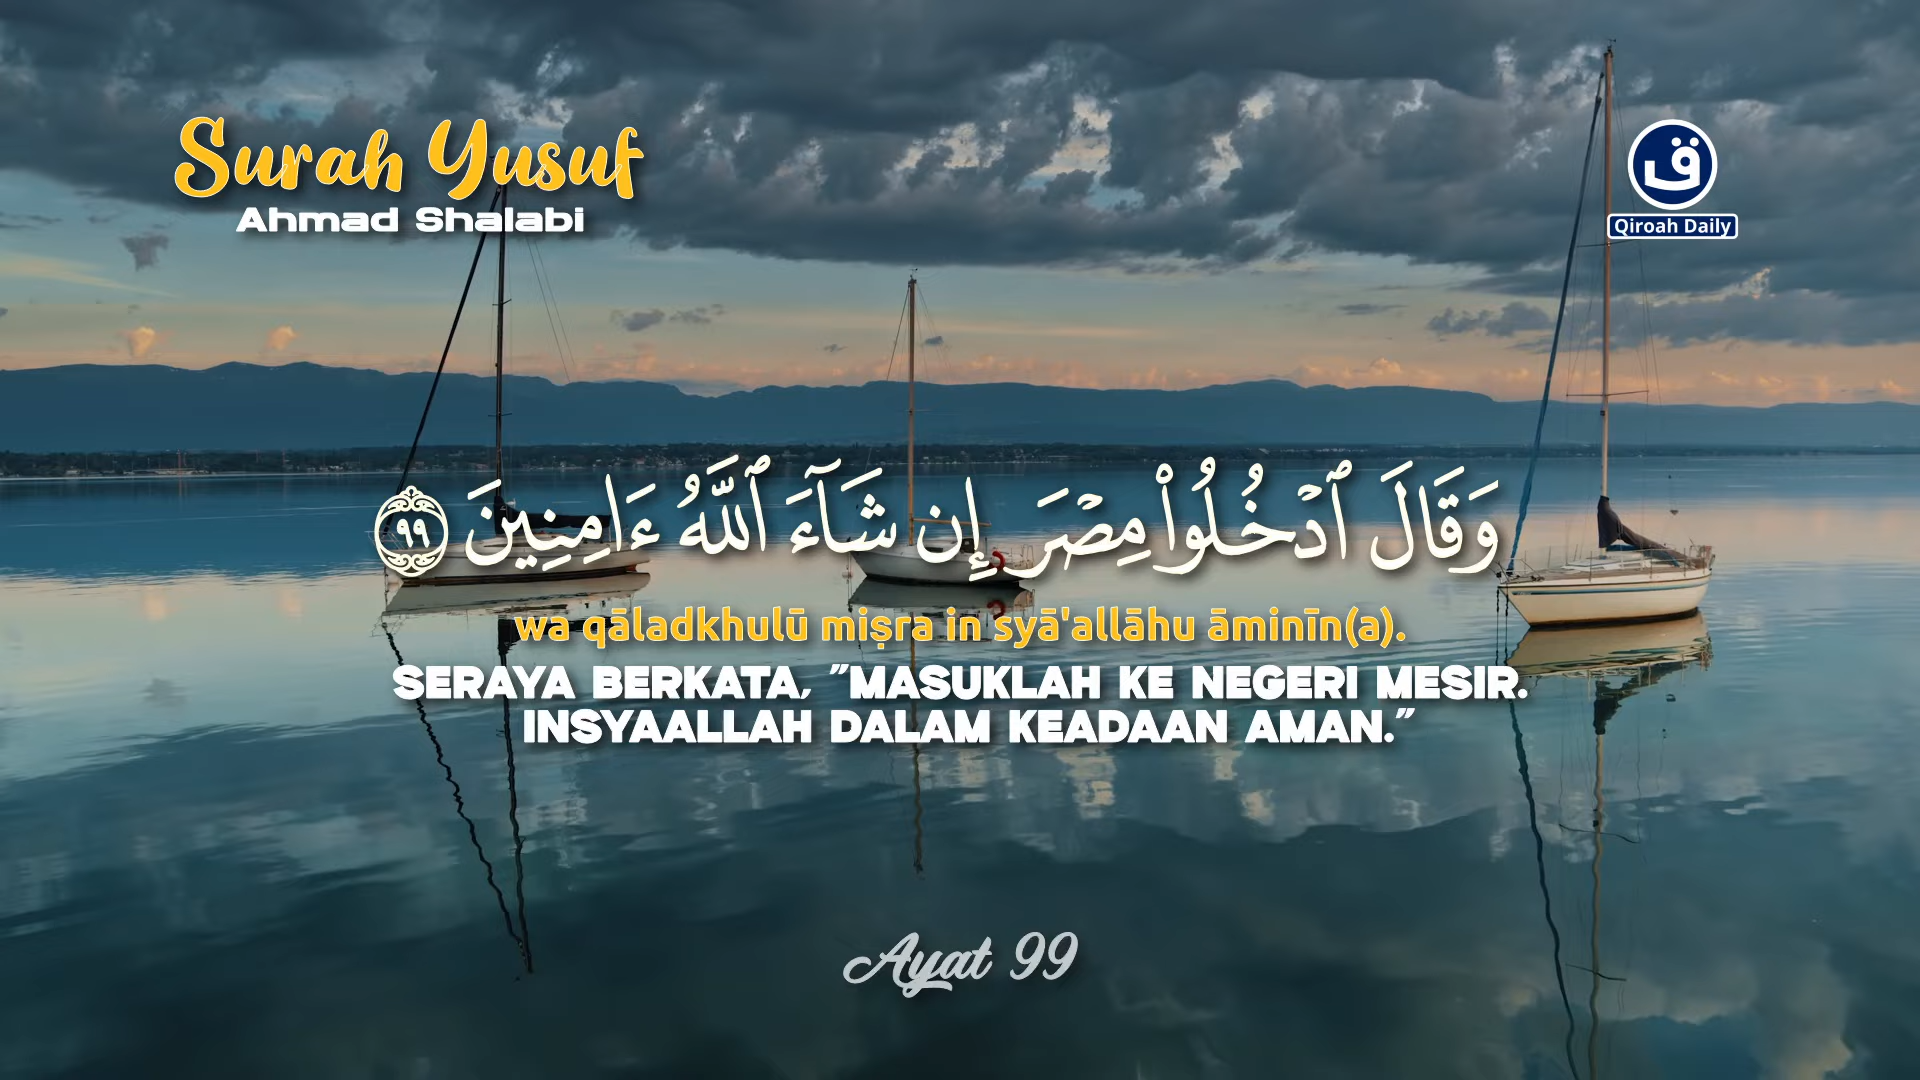 Surah Yusuf
Ahmad Shalabi
ق
Qiroah Daily
وَقَالَ ٱدْخُلُوا۟ مِصْرَ إِن شَآءَ ٱللَّهُ ءَامِنِينَ ٩٩
wa qāladkhulū miṣra in syā'allāhu āminīn(a).
SERAYA BERKATA, "MASUKLAH KE NEGERI MESIR.
INSYAALLAH DALAM KEADAAN AMAN."
Ayat 99